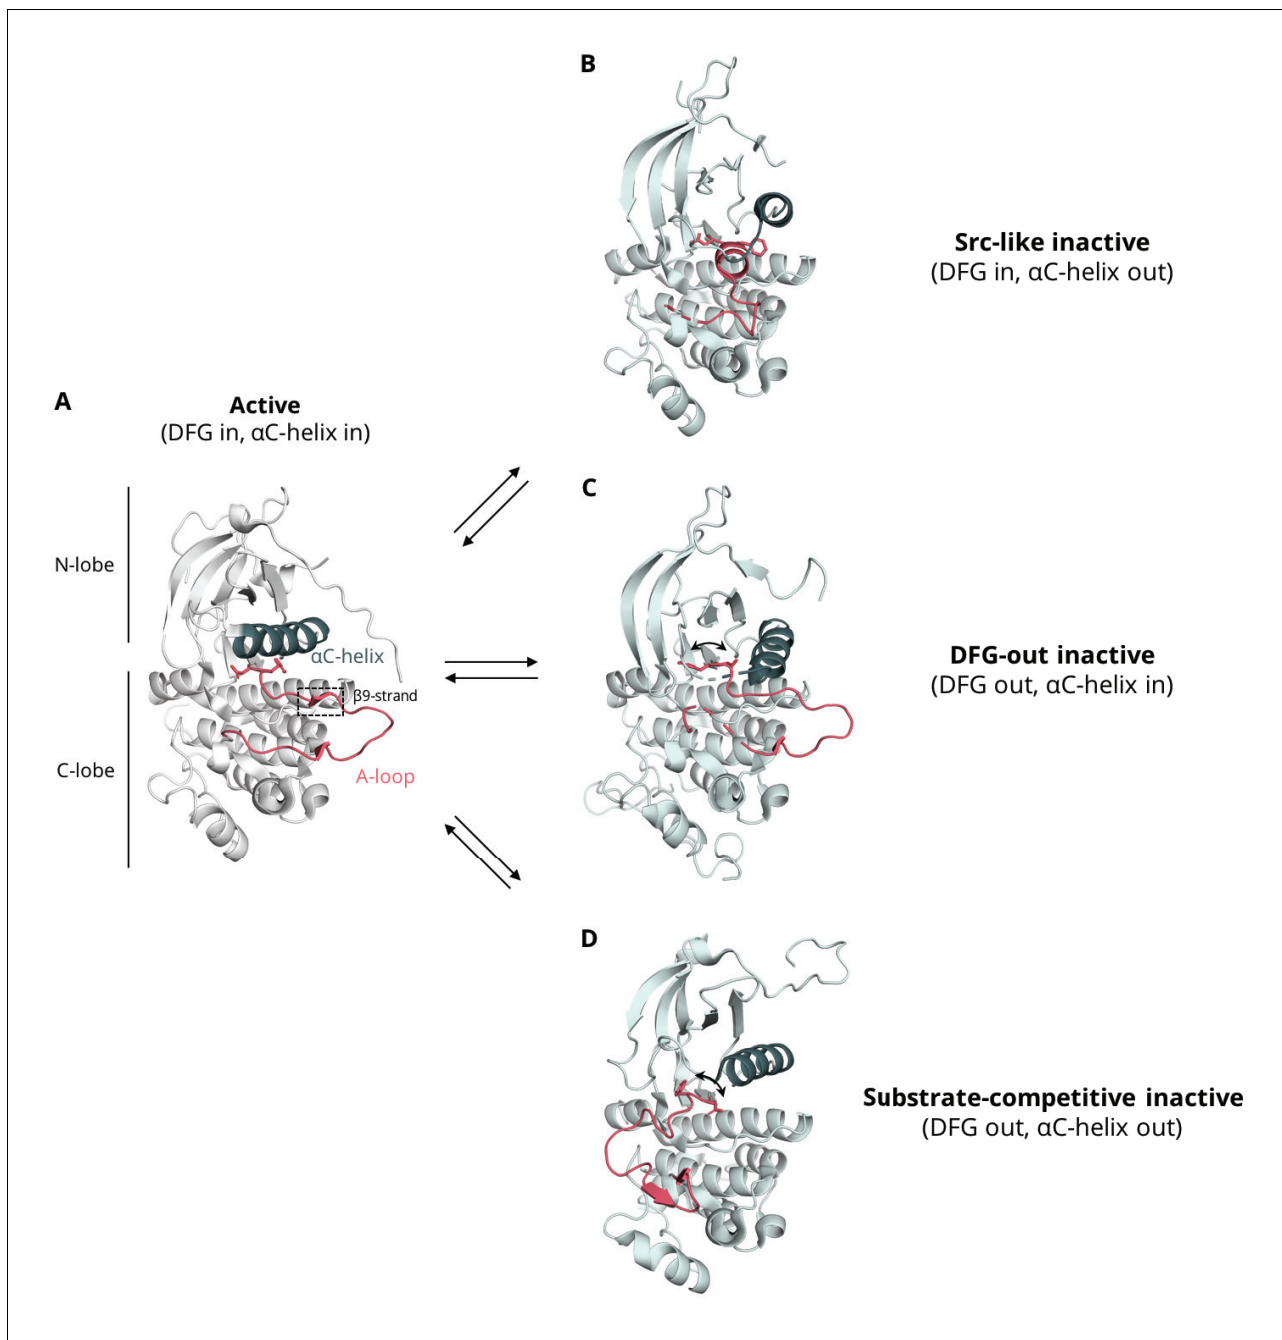 B
Src-like inactive
(DFG in, αC-helix out)
A
Active
(DFG in, αC-helix in)
N-lobe
αC-helix
β9-strand
C-lobe
A-loop
C
DFG-out inactive
(DFG out, αC-helix in)
D
Substrate-competitive inactive
(DFG out, αC-helix out)